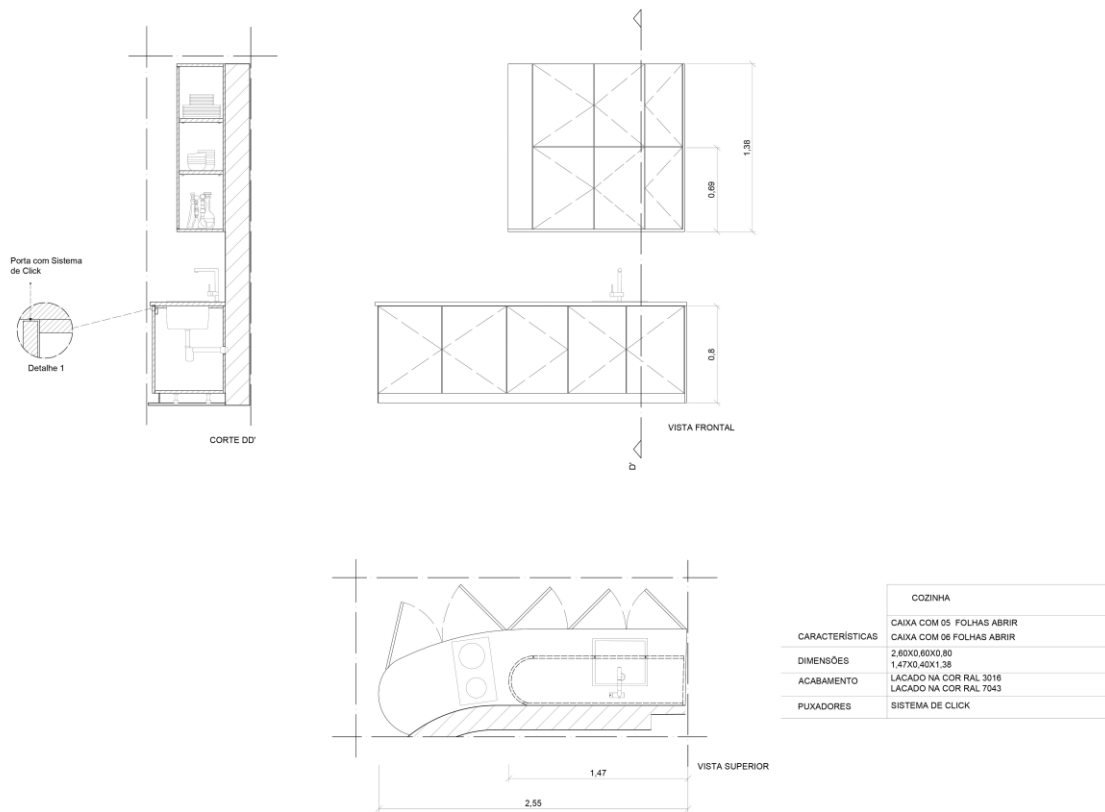 Porta com Sistema
de Click
Detalhe 1
CORTE DD'
1,38
0,69
0,8
VISTA FRONTAL
D'
1,47
2,55
VISTA SUPERIOR
COZINHA
CARACTERÍSTICAS
CAIXA COM 05 FOLHAS ABRIR
CAIXA COM 06 FOLHAS ABRIR
DIMENSÕES
2,60X0,60X0,80
1,47X0,40X1,38
ACABAMENTO
LACADO NA COR RAL 3016
LACADO NA COR RAL 7043
PUXADORES
SISTEMA DE CLICK